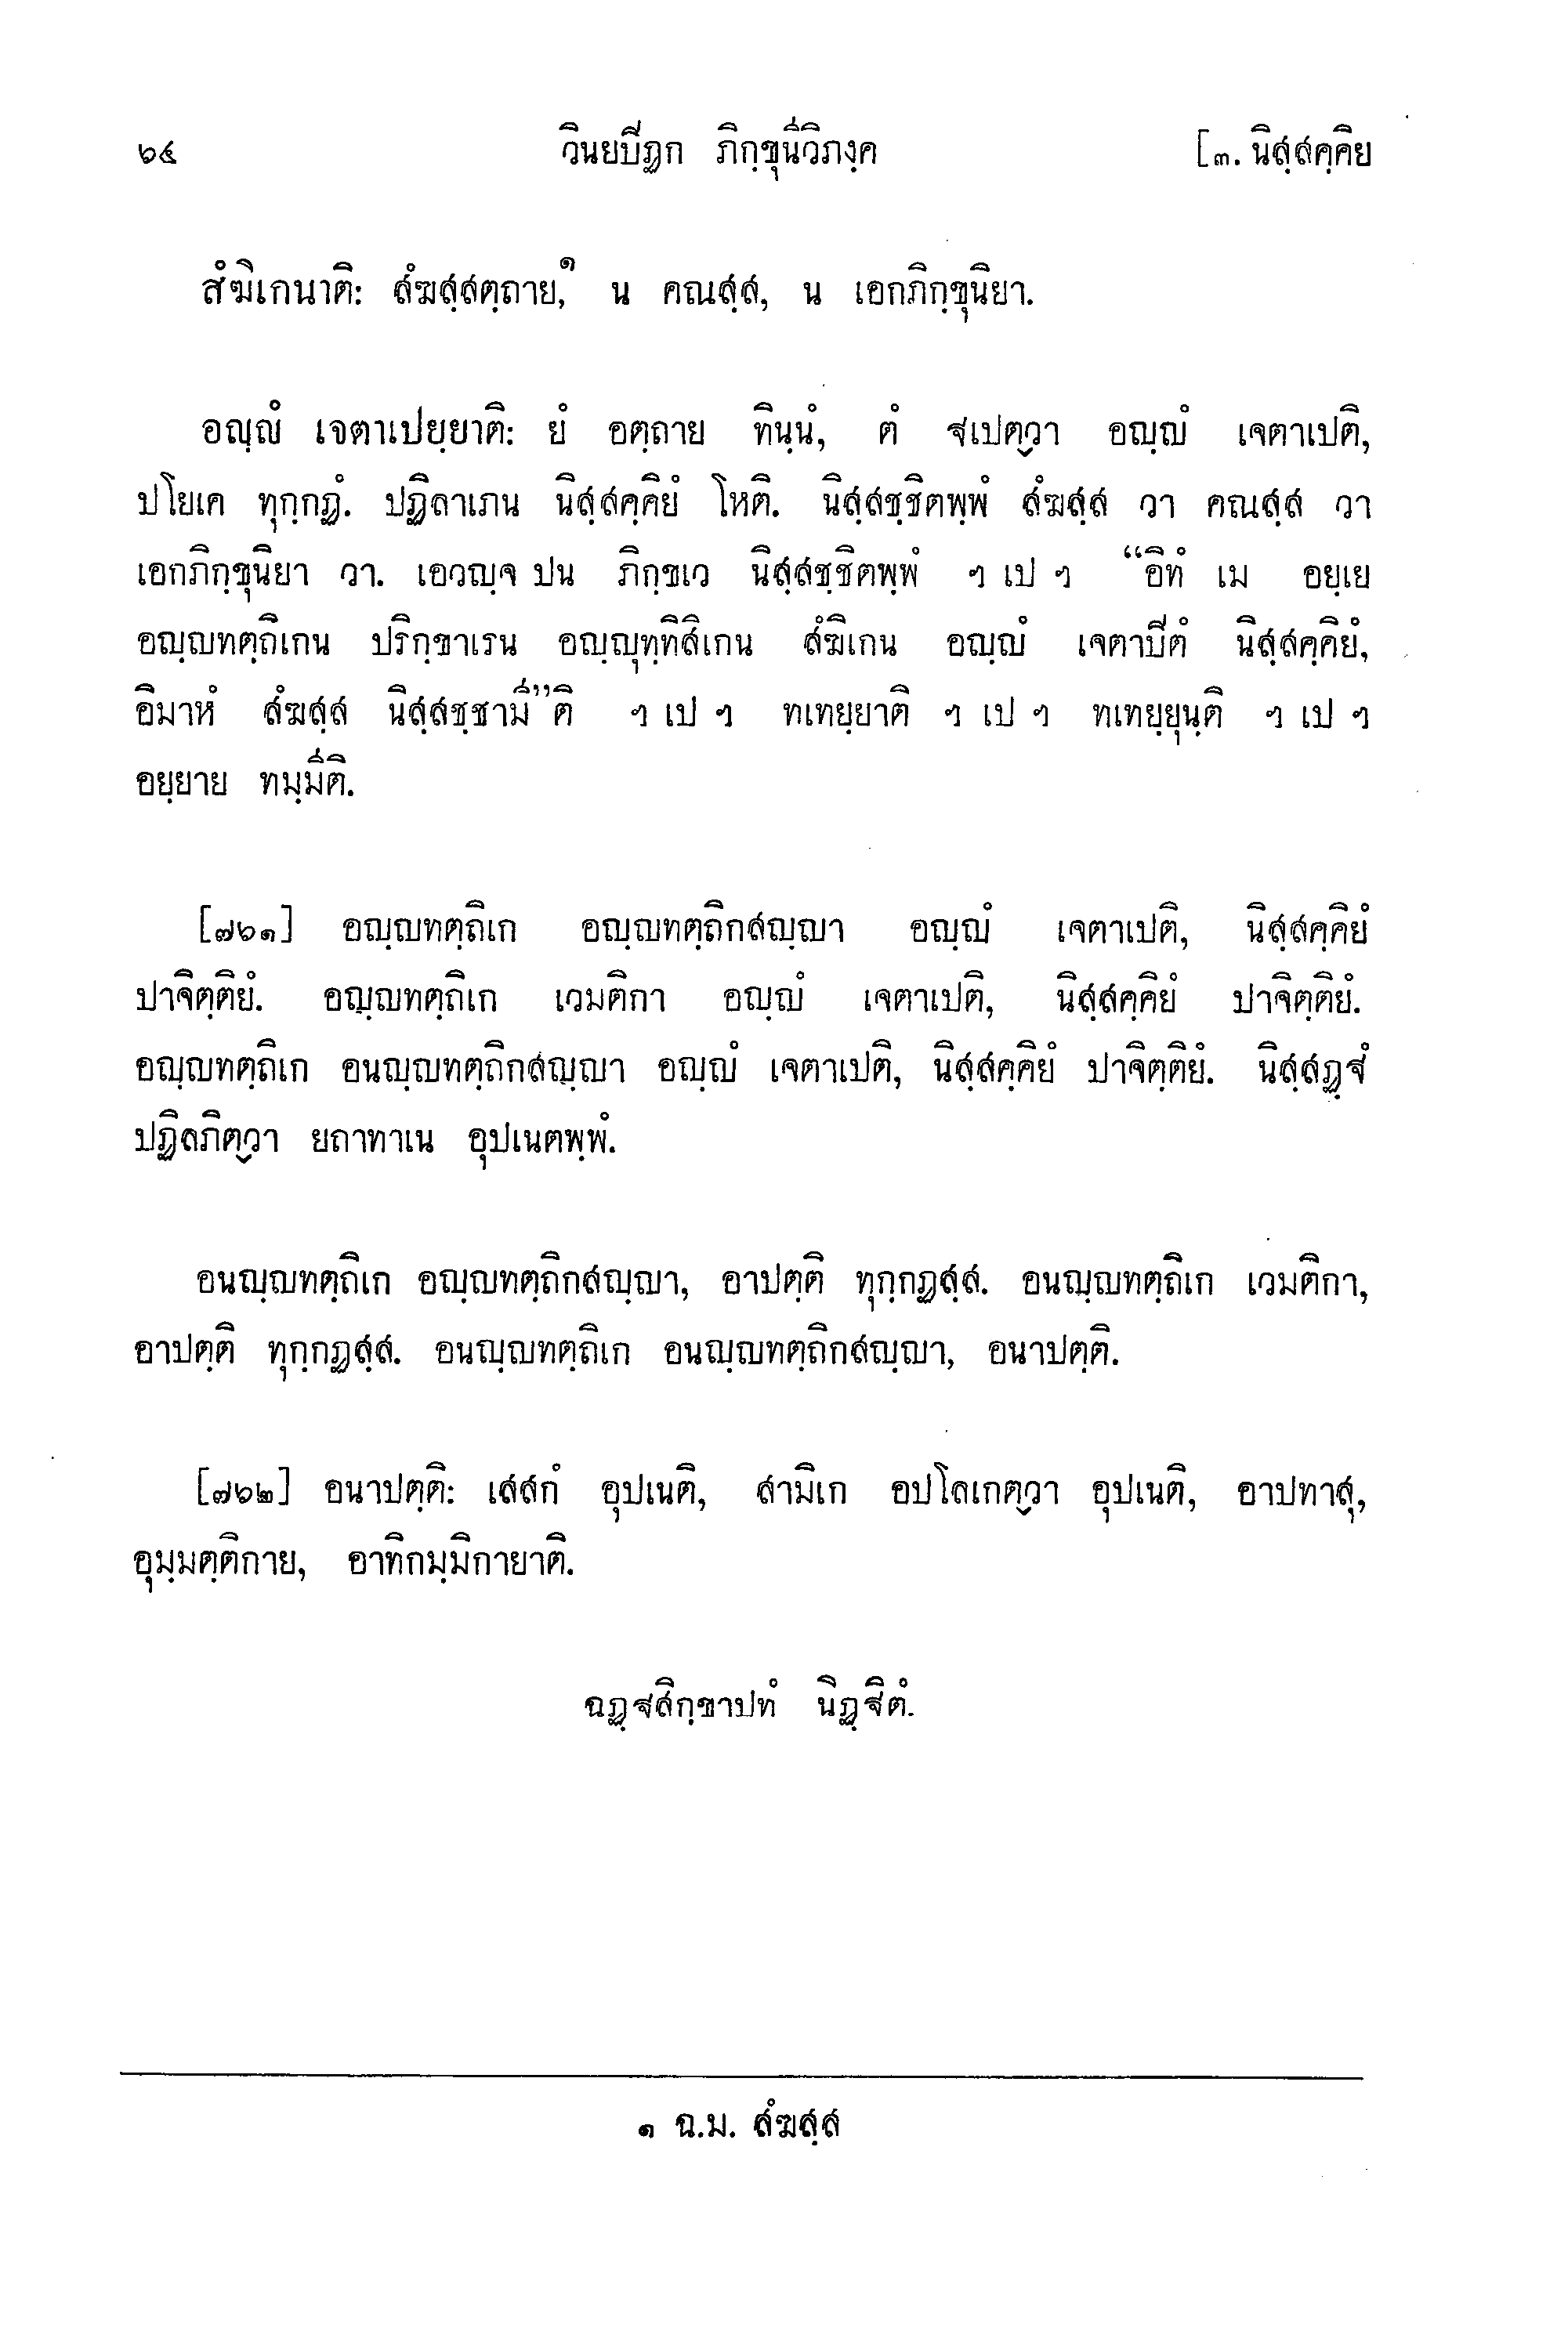 ๖๔ วินยปิฏก ภิกฺขุนีวิภงฺค [๓. นิสฺสคฺคิย
สํฆิเกนาติ: สํฆสฺสตฺถาย,๑ น คณสฺส, น เอกภิกฺขุนิยา.
อญฺญํ เจตาเปยฺยาติ: ยํ อตฺถาย ทินฺนํ, ตํ ฐเปตฺวา อญฺญํ เจตาเปติ,
ปโยเค ทุกฺกฏํ. ปฏิลาเภน นิสฺสคฺคิยํ โหติ. นิสฺสชฺชิตพฺพํ สํฆสฺส วา คณสฺส วา
เอกภิกฺขุนิยา วา. เอวญฺจ ปน ภิกฺขเว นิสฺสชฺชิตพฺพํ ฯ เป ฯ “อิทํ เม อยฺเย
อญฺญทตฺถิเกน ปริกฺขาเรน อญฺญุทฺทิสิเกน สํฆิเกน อญฺญํ เจตาปิตํ นิสฺสคฺคิยํ,
อิมาหํ สํฆสฺส นิสฺสชฺชามี”ติ ฯ เป ฯ ทเทยฺยาติ ฯ เป ฯ ทเทยฺยุนฺติ ฯ เป ฯ
อยฺยาย ทมฺมีติ.
[๗๖๑] อญฺญทตฺถิเก อญฺญทตฺถิกสญฺญา อญฺญํ เจตาเปติ, นิสฺสคฺคิยํ
ปาจิตฺติยํ. อญฺญทตฺถิเก เวมติกา อญฺญํ เจตาเปติ, นิสฺสคฺคิยํ ปาจิตฺติยํ.
อญฺญทตฺถิเก อนญฺญทตฺถิกสญฺญา อญฺญํ เจตาเปติ, นิสฺสคฺคิยํ ปาจิตฺติยํ. นิสฺสฏฺฐํ
ปฏิลภิตฺวา ยถาทาเน อุปเนตพฺพํ.
อนญฺญทตฺถิเก อญฺญทตฺถิกสญฺญา, อาปตฺติ ทุกฺกฏสฺส. อนญฺญทตฺถิเก เวมติกา,
อาปตฺติ ทุกฺกฏสฺส. อนญฺญทตฺถิเก อนญฺญทตฺถิกสญฺญา, อนาปตฺติ.
[๗๖๒] อนาปตฺติ: เสสกํ อุปเนติ, สามิเก อปโลเกตฺวา อุปเนติ, อาปทาสุ,
อุมฺมตฺติกาย, อาทิกมฺมิกายาติ.
ฉฏฺฐสิกฺขาปทํ นิฏฺฐิตํ.
๑ ฉ.ม. สํฆสฺส